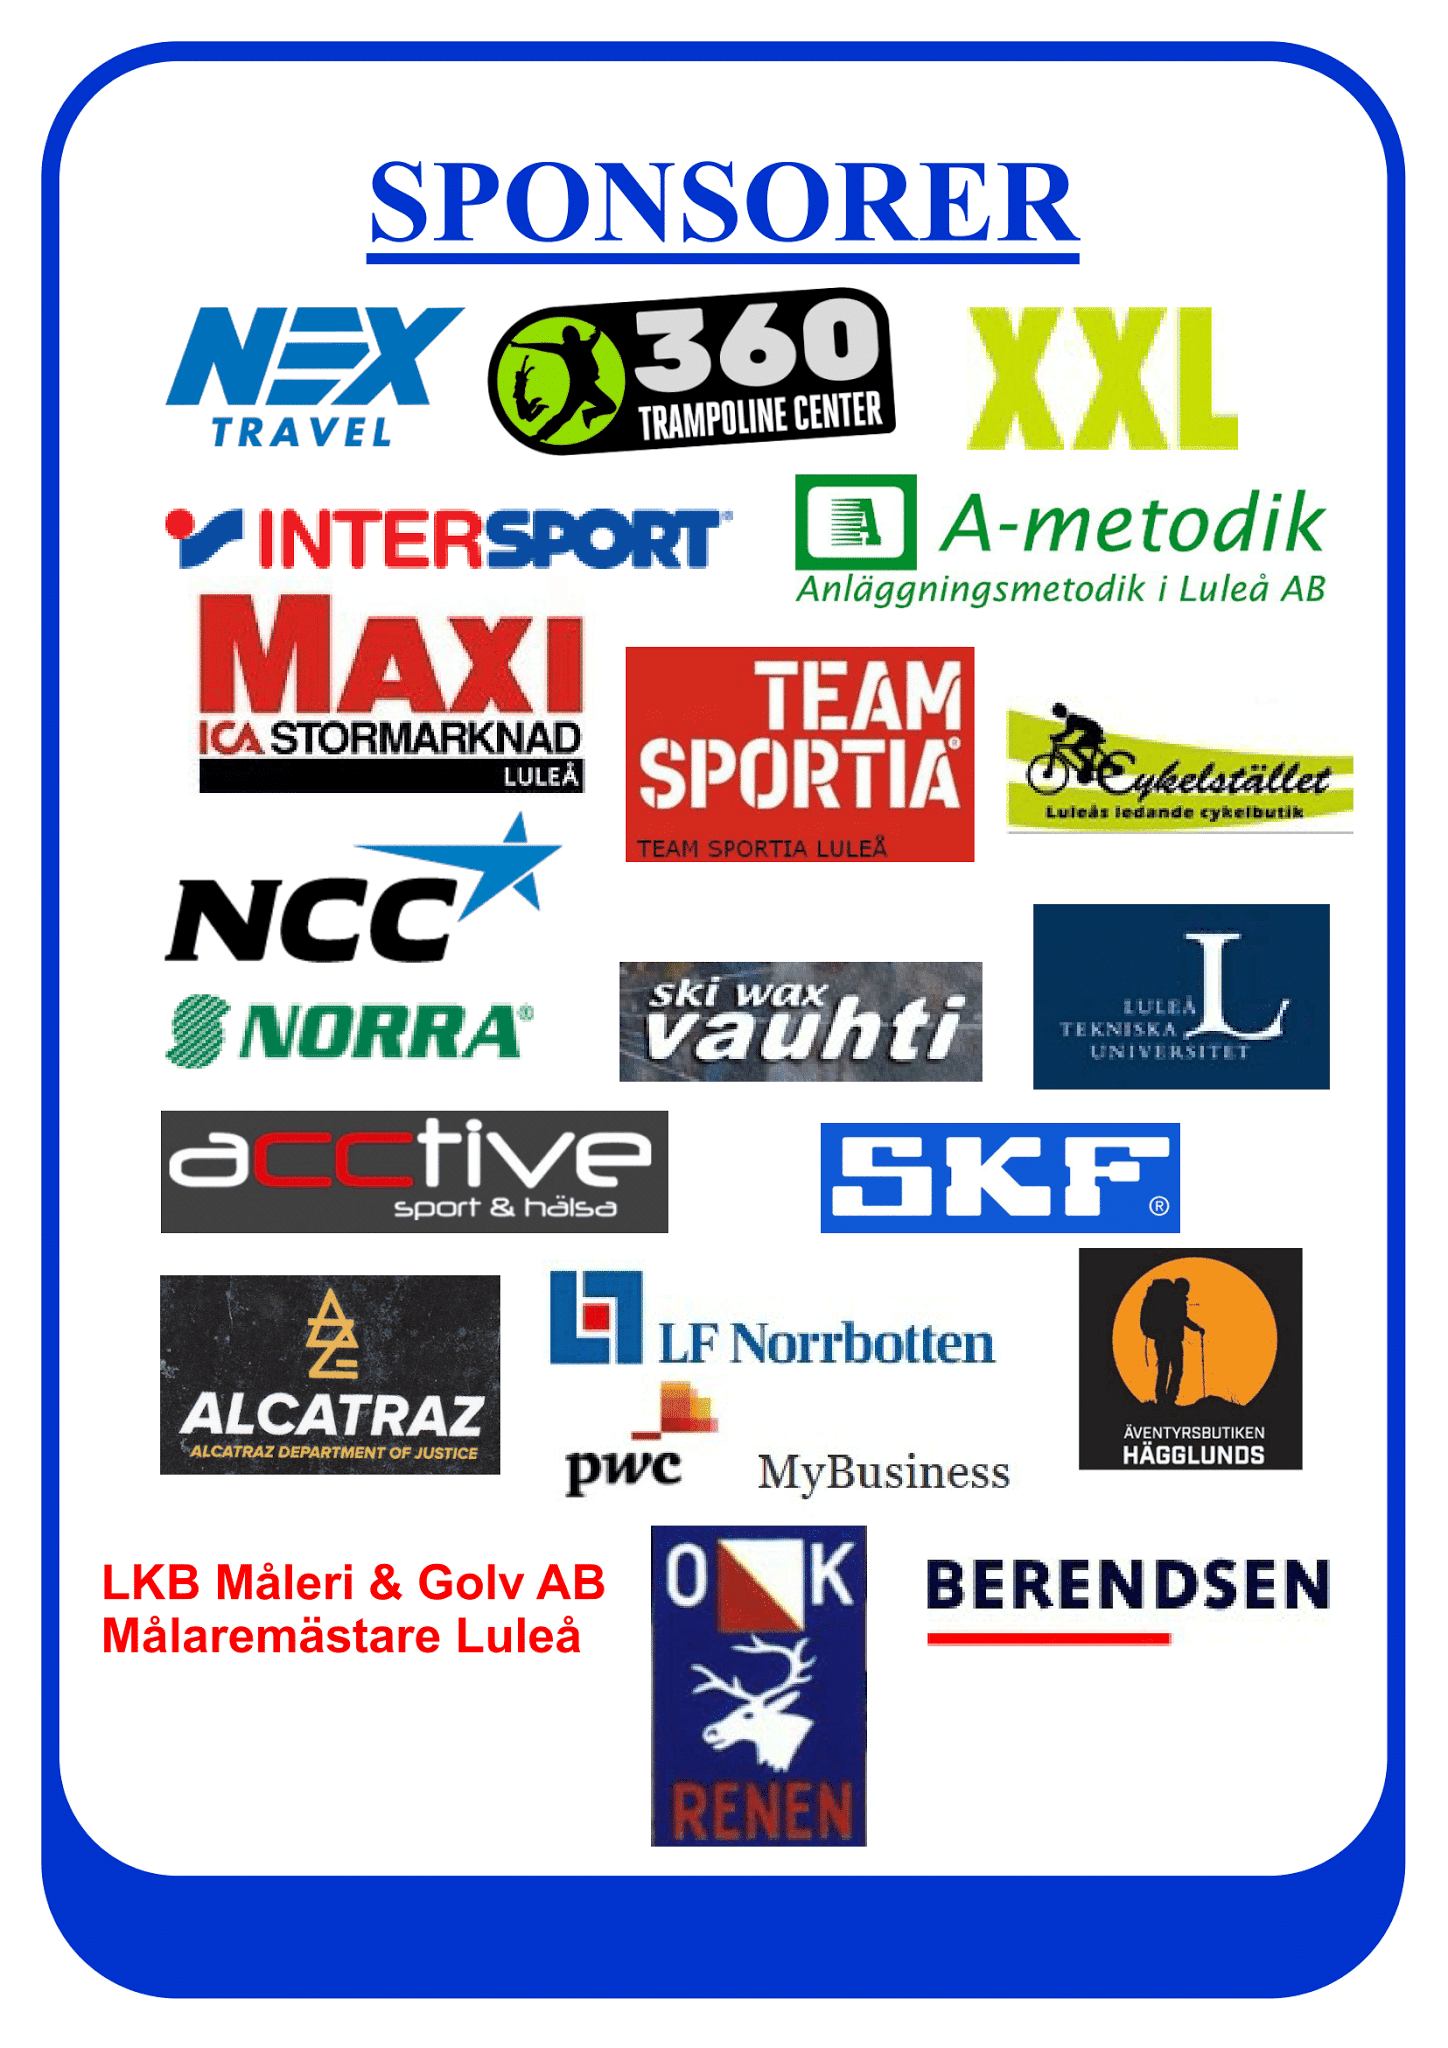 SPONSORER
NEX
TRAVEL
360
TRAMPOLINE CENTER
XXL
INTERSPORT®
A
A-metodik
Anläggningsmetodik i Luleå AB
MAXI
ICA STORMARKNAD
LULEÅ
TEAM
SPORTIA®
TEAM SPORTIA LULEÅ
Cykelstället
Luleås ledande cykelbutik
NCC
NORRA®
ski wax
vauhti
L
LULEÅ
TEKNISKA
UNIVERSITET
acctive
sport & hälsa
SKF®
ALCATRAZ
ALCATRAZ DEPARTMENT OF JUSTICE
LF Norrbotten
pwc
MyBusiness
ÄVENTYRSBUTIKEN
HÄGGLUNDS
LKB Måleri & Golv AB
Målaremästare Luleå
O K
RENEN
BERENDSEN